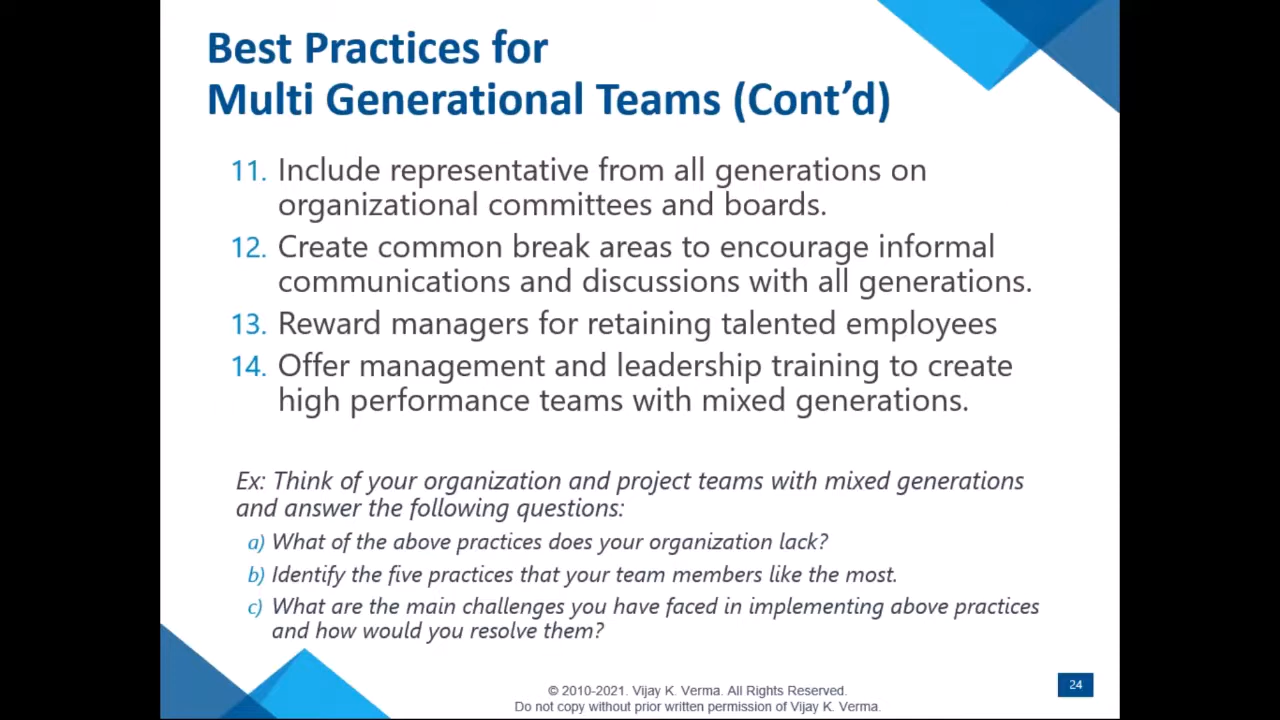 Best Practices for
Multi Generational Teams (Cont’d)
11. Include representative from all generations on
organizational committees and boards.
12. Create common break areas to encourage informal
communications and discussions with all generations.
13. Reward managers for retaining talented employees
14. Offer management and leadership training to create
high performance teams with mixed generations.
Ex: Think of your organization and project teams with mixed generations
and answer the following questions:
a) What of the above practices does your organization lack?
b) Identify the five practices that your team members like the most.
c) What are the main challenges you have faced in implementing above practices
and how would you resolve them?
© 2010-2021. Vijay K. Verma. All Rights Reserved.
Do not copy without prior written permission of Vijay K. Verma.
24